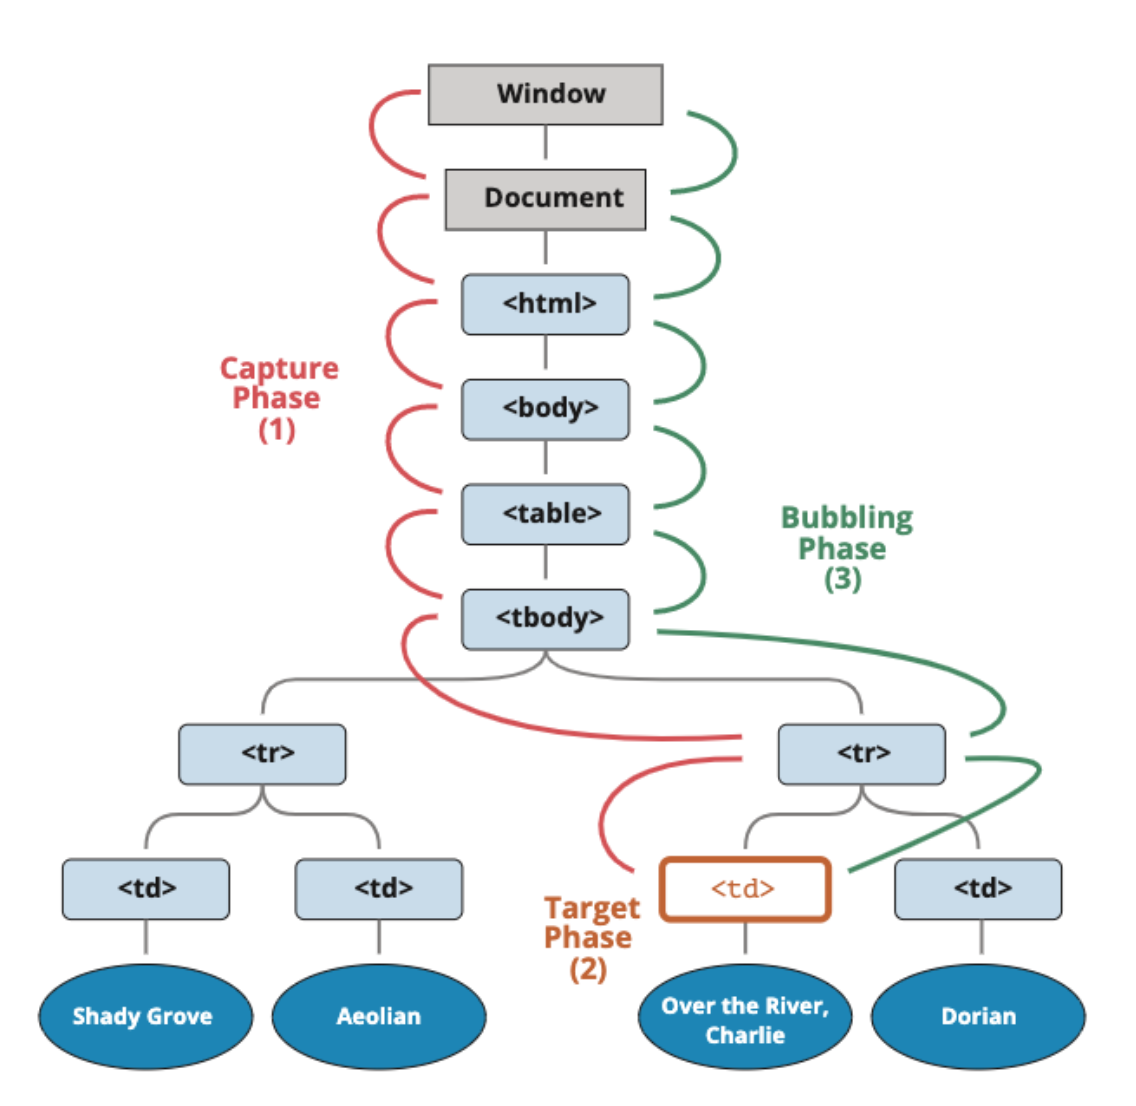 Window
Document
<html>
<body>
Capture
Phase
(1)
<table>
Bubbling
Phase
(3)
<tbody>
<tr>
<tr>
<td>
<td>
<td>
<td>
Target
Phase
(2)
Shady Grove
Aeolian
Over the River,
Charlie
Dorian